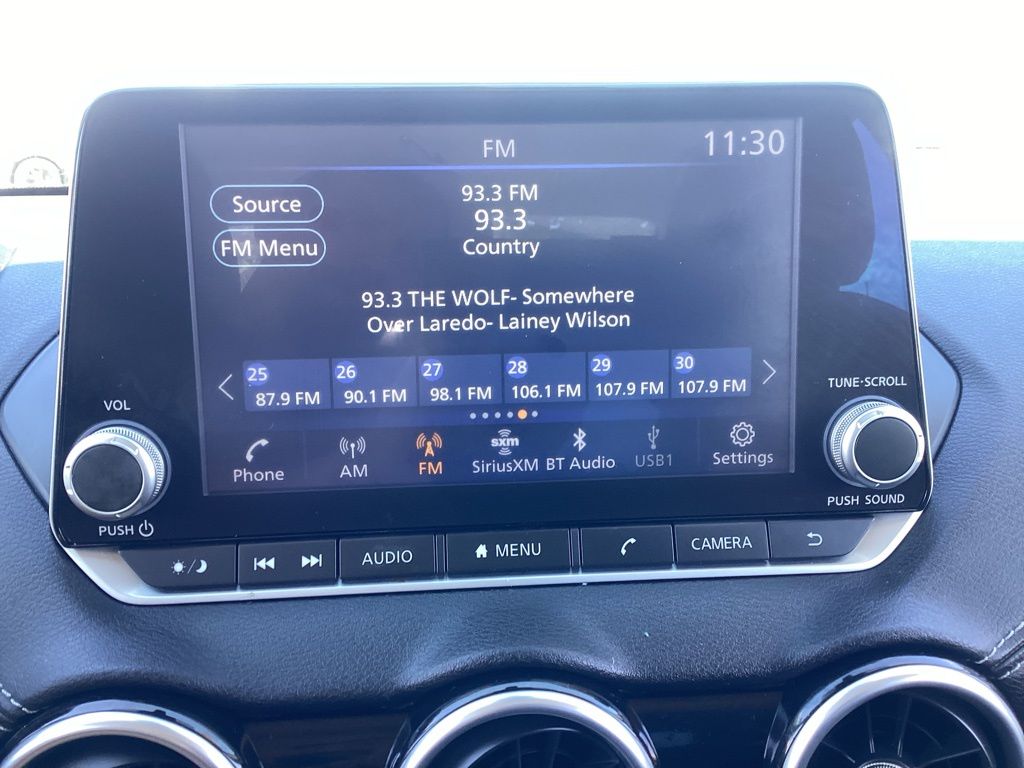 FM
11:30
Source
FM Menu
93.3 FM
93.3
Country
93.3 THE WOLF- Somewhere
Over Laredo- Lainey Wilson
25 26 27 28 29 30
87.9 FM 90.1 FM 98.1 FM 106.1 FM 107.9 FM 107.9 FM
Phone AM FM sxm SiriusXM BT Audio USB1 Settings
VOL
PUSH
TUNE·SCROLL
PUSH SOUND
AUDIO MENU CAMERA